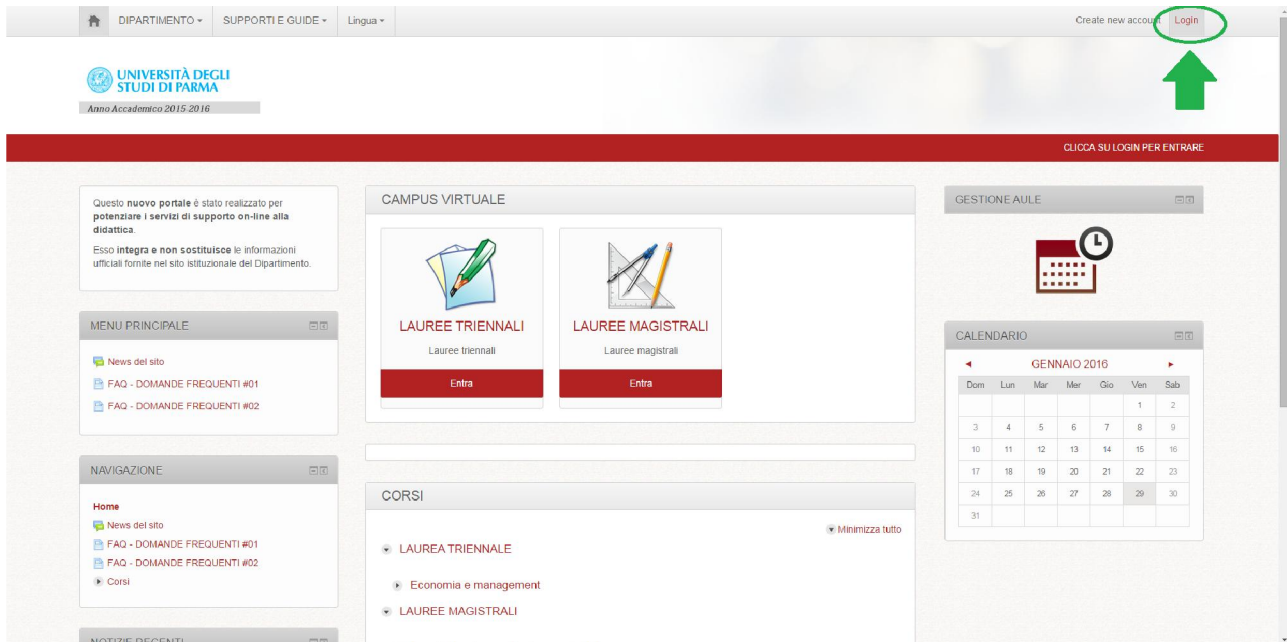 DIPARTIMENTO
SUPPORTI E GUIDE
Lingua
Create new account
Login
UNIVERSITÀ DEGLI
STUDI DI PARMA
Anno Accademico 2015-2016
CLICCA SU LOGIN PER ENTRARE
Questo nuovo portale è stato realizzato per
potenziare i servizi di supporto on-line alla
didattica.
Esso integra e non sostituisce le informazioni
ufficiali fornite nel sito istituzionale del Dipartimento.
MENU PRINCIPALE
News del sito
FAQ - DOMANDE FREQUENTI #01
FAQ - DOMANDE FREQUENTI #02
NAVIGAZIONE
Home
News del sito
FAQ - DOMANDE FREQUENTI #01
FAQ - DOMANDE FREQUENTI #02
Corsi
NOTIZIE RECENTI
CAMPUS VIRTUALE
LAUREE TRIENNALI
Lauree triennali
Entra
LAUREE MAGISTRALI
Lauree magistrali
Entra
CORSI
Minimizza tutto
LAUREA TRIENNALE
Economia e management
LAUREE MAGISTRALI
GESTIONE AULE
CALENDARIO
GENNAIO 2016
Dom Lun Mar Mer Gio Ven Sab
1 2
3 4 5 6 7 8 9
10 11 12 13 14 15 16
17 18 19 20 21 22 23
24 25 26 27 28 29 30
31